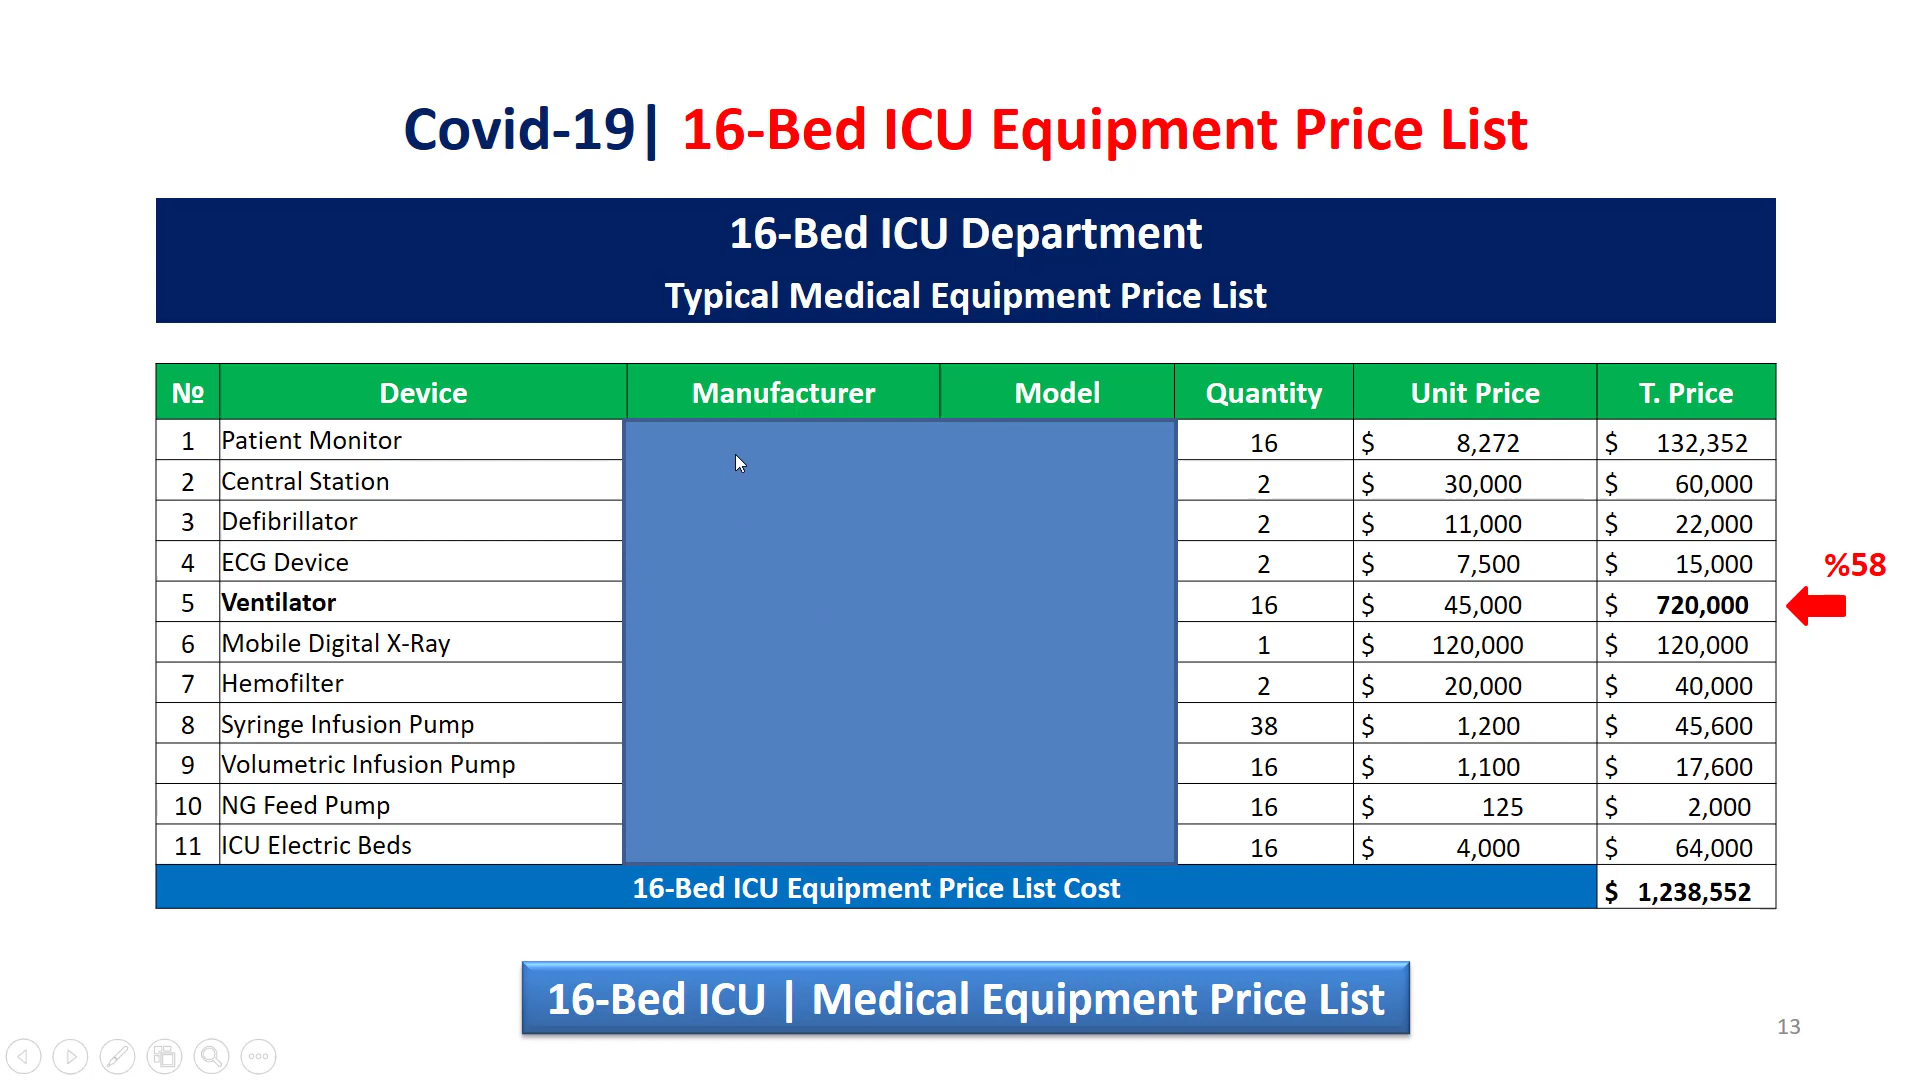 Covid-19| 16-Bed ICU Equipment Price List
16-Bed ICU Department
Typical Medical Equipment Price List
№ Device Manufacturer Model Quantity Unit Price T. Price
1 Patient Monitor 16 $ 8,272 $ 132,352
2 Central Station 2 $ 30,000 $ 60,000
3 Defibrillator 2 $ 11,000 $ 22,000
4 ECG Device 2 $ 7,500 $ 15,000
%58
5 Ventilator 16 $ 45,000 $ 720,000
6 Mobile Digital X-Ray 1 $ 120,000 $ 120,000
7 Hemofilter 2 $ 20,000 $ 40,000
8 Syringe Infusion Pump 38 $ 1,200 $ 45,600
9 Volumetric Infusion Pump 16 $ 1,100 $ 17,600
10 NG Feed Pump 16 $ 125 $ 2,000
11 ICU Electric Beds 16 $ 4,000 $ 64,000
16-Bed ICU Equipment Price List Cost $ 1,238,552
16-Bed ICU | Medical Equipment Price List
13